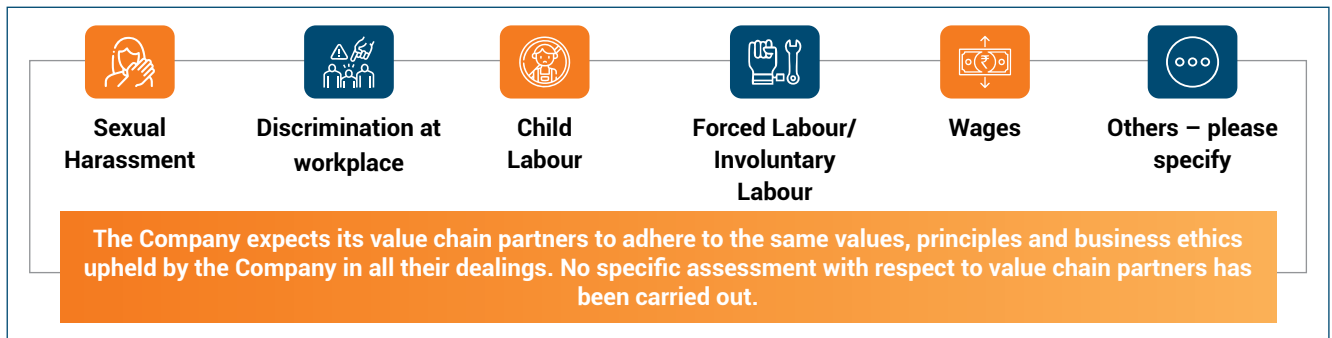 Sexual
Harassment
Discrimination at
workplace
Child
Labour
Forced Labour/
Involuntary
Labour
Wages
Others – please
specify
The Company expects its value chain partners to adhere to the same values, principles and business ethics
upheld by the Company in all their dealings. No specific assessment with respect to value chain partners has
been carried out.